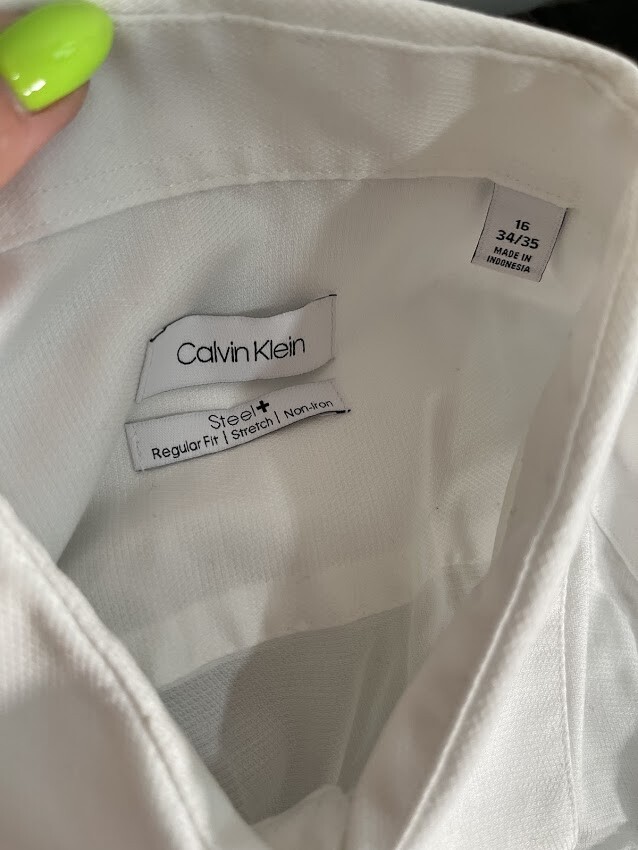 16
34/35
MADE IN
INDONESIA
Calvin Klein
Steel+
Regular Fit | Stretch | Non-Iron